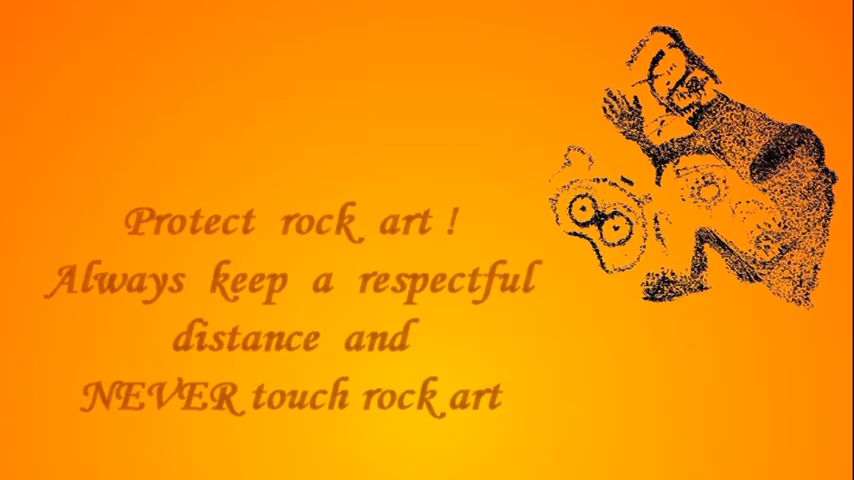 Protect rock art !
Always keep a respectful
distance and
NEVER touch rock art